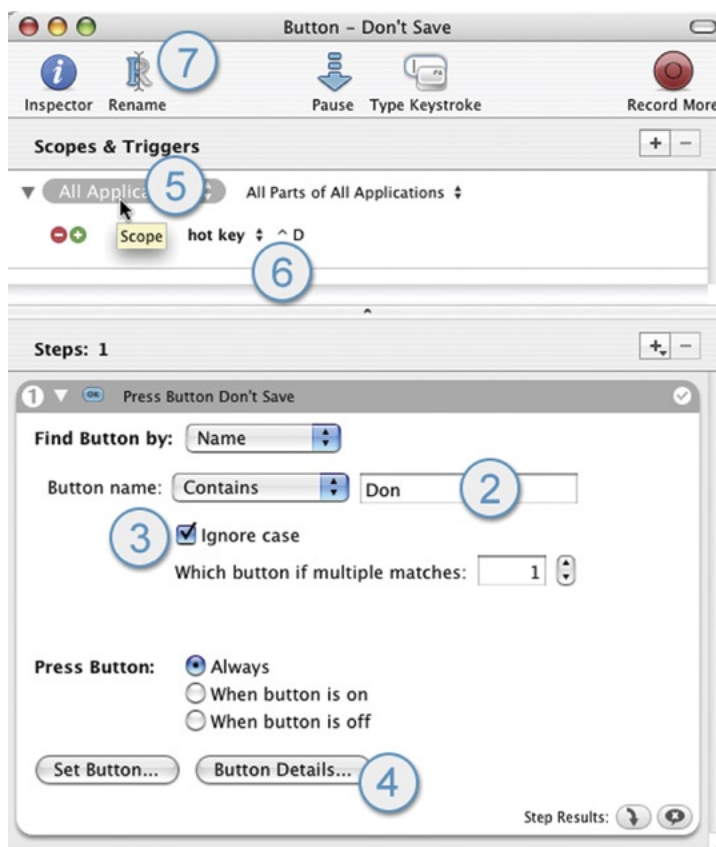 Button – Don't Save
7
Inspector Rename Pause Type Keystroke Record More
Scopes & Triggers
All Applica 5 All Parts of All Applications
Scope hot key ^ D
6
Steps: 1
1 OK Press Button Don't Save
Find Button by: Name
Button name: Contains Don 2
3 Ignore case
Which button if multiple matches: 1
Press Button: Always
When button is on
When button is off
Set Button... Button Details... 4
Step Results: